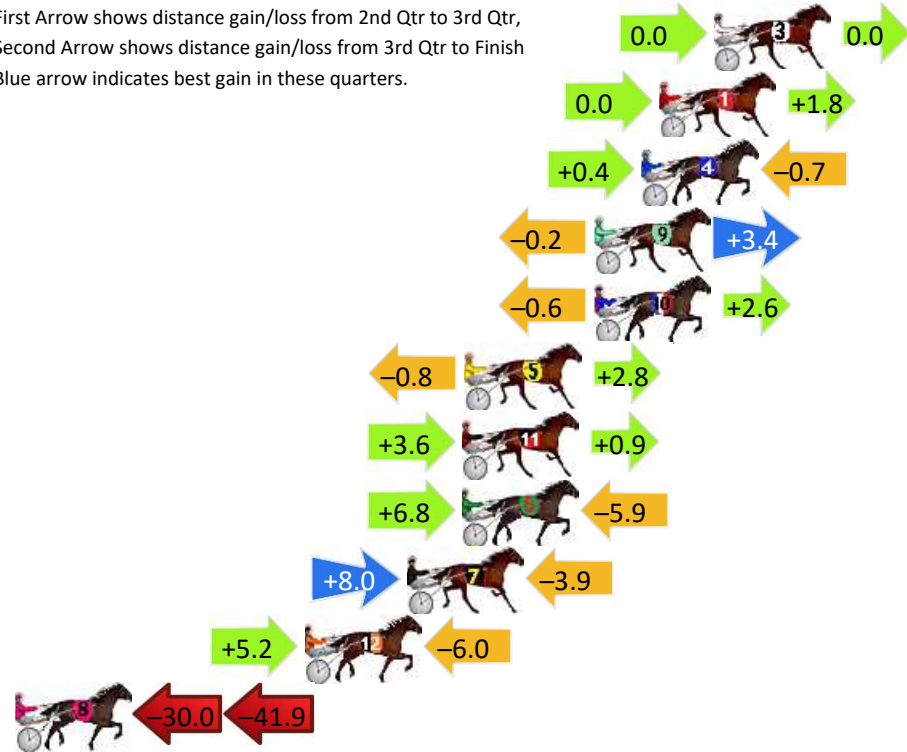 First Arrow shows distance gain/loss from 2nd Qtr to 3rd Qtr,
Second Arrow shows distance gain/loss from 3rd Qtr to Finish
Blue arrow indicates best gain in these quarters.
0.0 3 0.0
0.0 1 +1.8
+0.4 4 –0.7
–0.2 9 +3.4
–0.6 10 +2.6
–0.8 5 +2.8
+3.6 11 +0.9
+6.8 –5.9
+8.0 7 –3.9
+5.2 12 –6.0
8 –30.0 –41.9